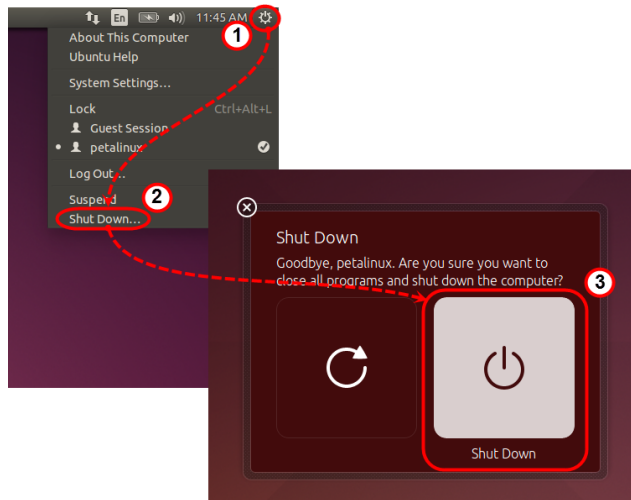 En 11:45 AM
1
About This Computer
Ubuntu Help
System Settings...
Lock Ctrl+Alt+L
Guest Session
petalinux
Log Out...
Suspend
2
Shut Down...
Shut Down
Goodbye, petalinux. Are you sure you want to
close all programs and shut down the computer?
3
Shut Down